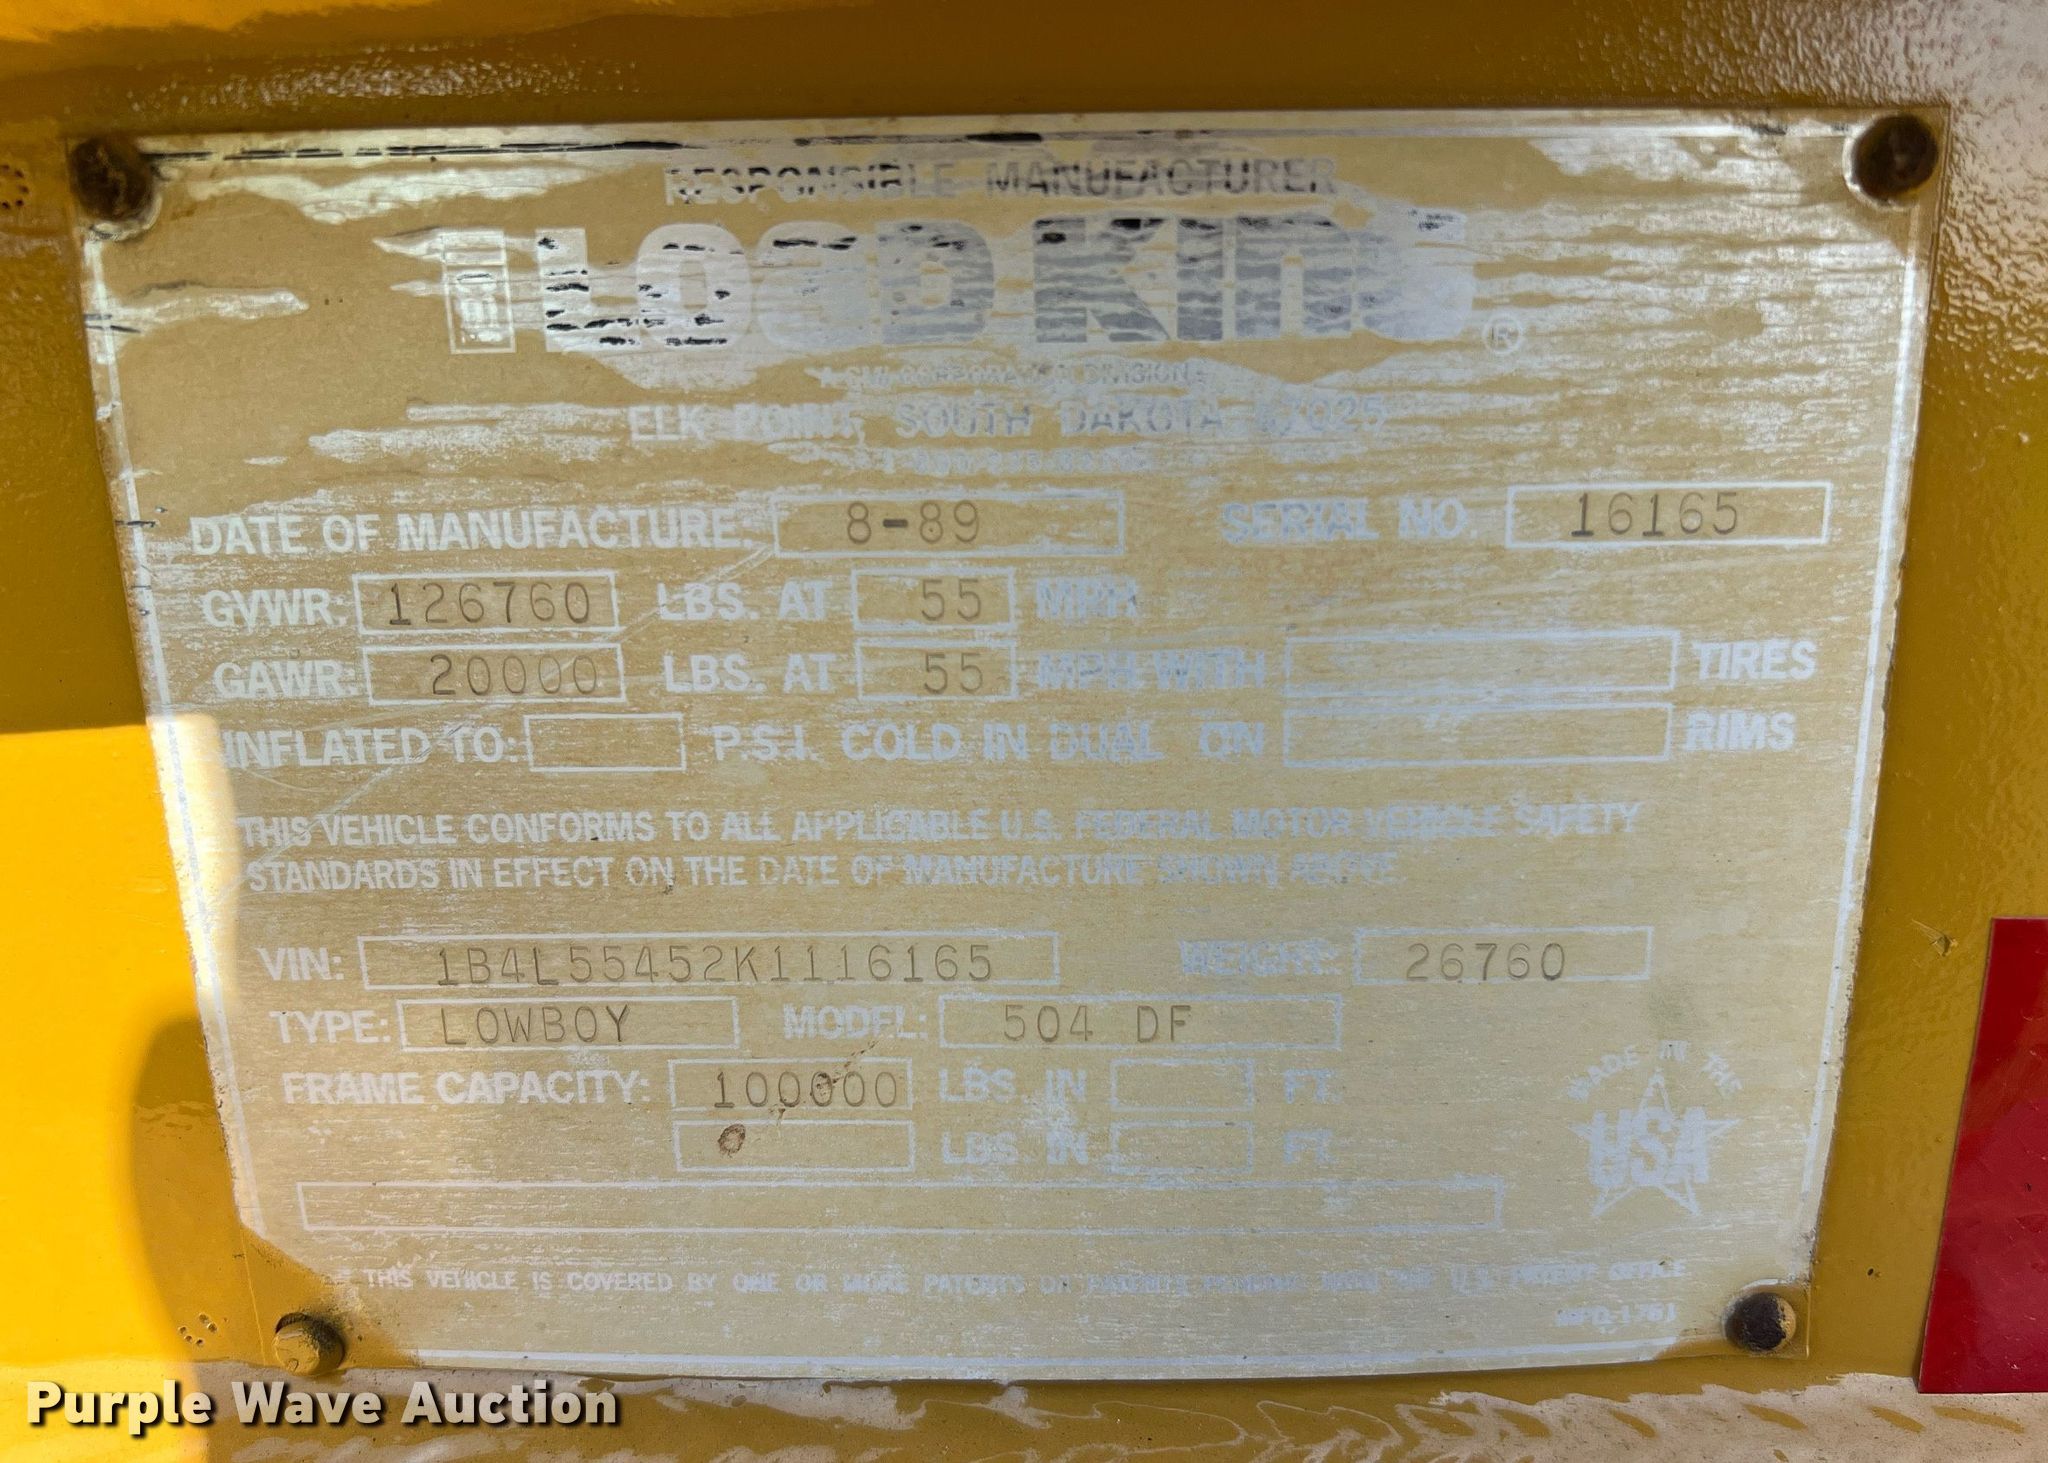 RESPONSIBLE MANUFACTURER
LOAD KING ®
A CMI CORPORATION DIVISION
ELK POINT, SOUTH DAKOTA 57025
DATE OF MANUFACTURE: 8-89 SERIAL NO. 16165
GVWR: 126760 LBS. AT 55 MPH
GAWR: 20000 LBS. AT 55 MPH WITH TIRES
INFLATED TO: P.S.I. COLD IN DUAL ON RIMS
THIS VEHICLE CONFORMS TO ALL APPLICABLE U.S. FEDERAL MOTOR VEHICLE SAFETY
STANDARDS IN EFFECT ON THE DATE OF MANUFACTURE SHOWN ABOVE.
VIN: 1B4L55452K1116165 WEIGHT: 26760
TYPE: LOWBOY MODEL: 504 DF
FRAME CAPACITY: 100000 LBS. IN FT.
LBS. IN FT.
MADE IN THE
USA
THIS VEHICLE IS COVERED BY ONE OR MORE PATENTS OR PATENTS PENDING WITH THE U.S. PATENT OFFICE
Purple Wave Auction